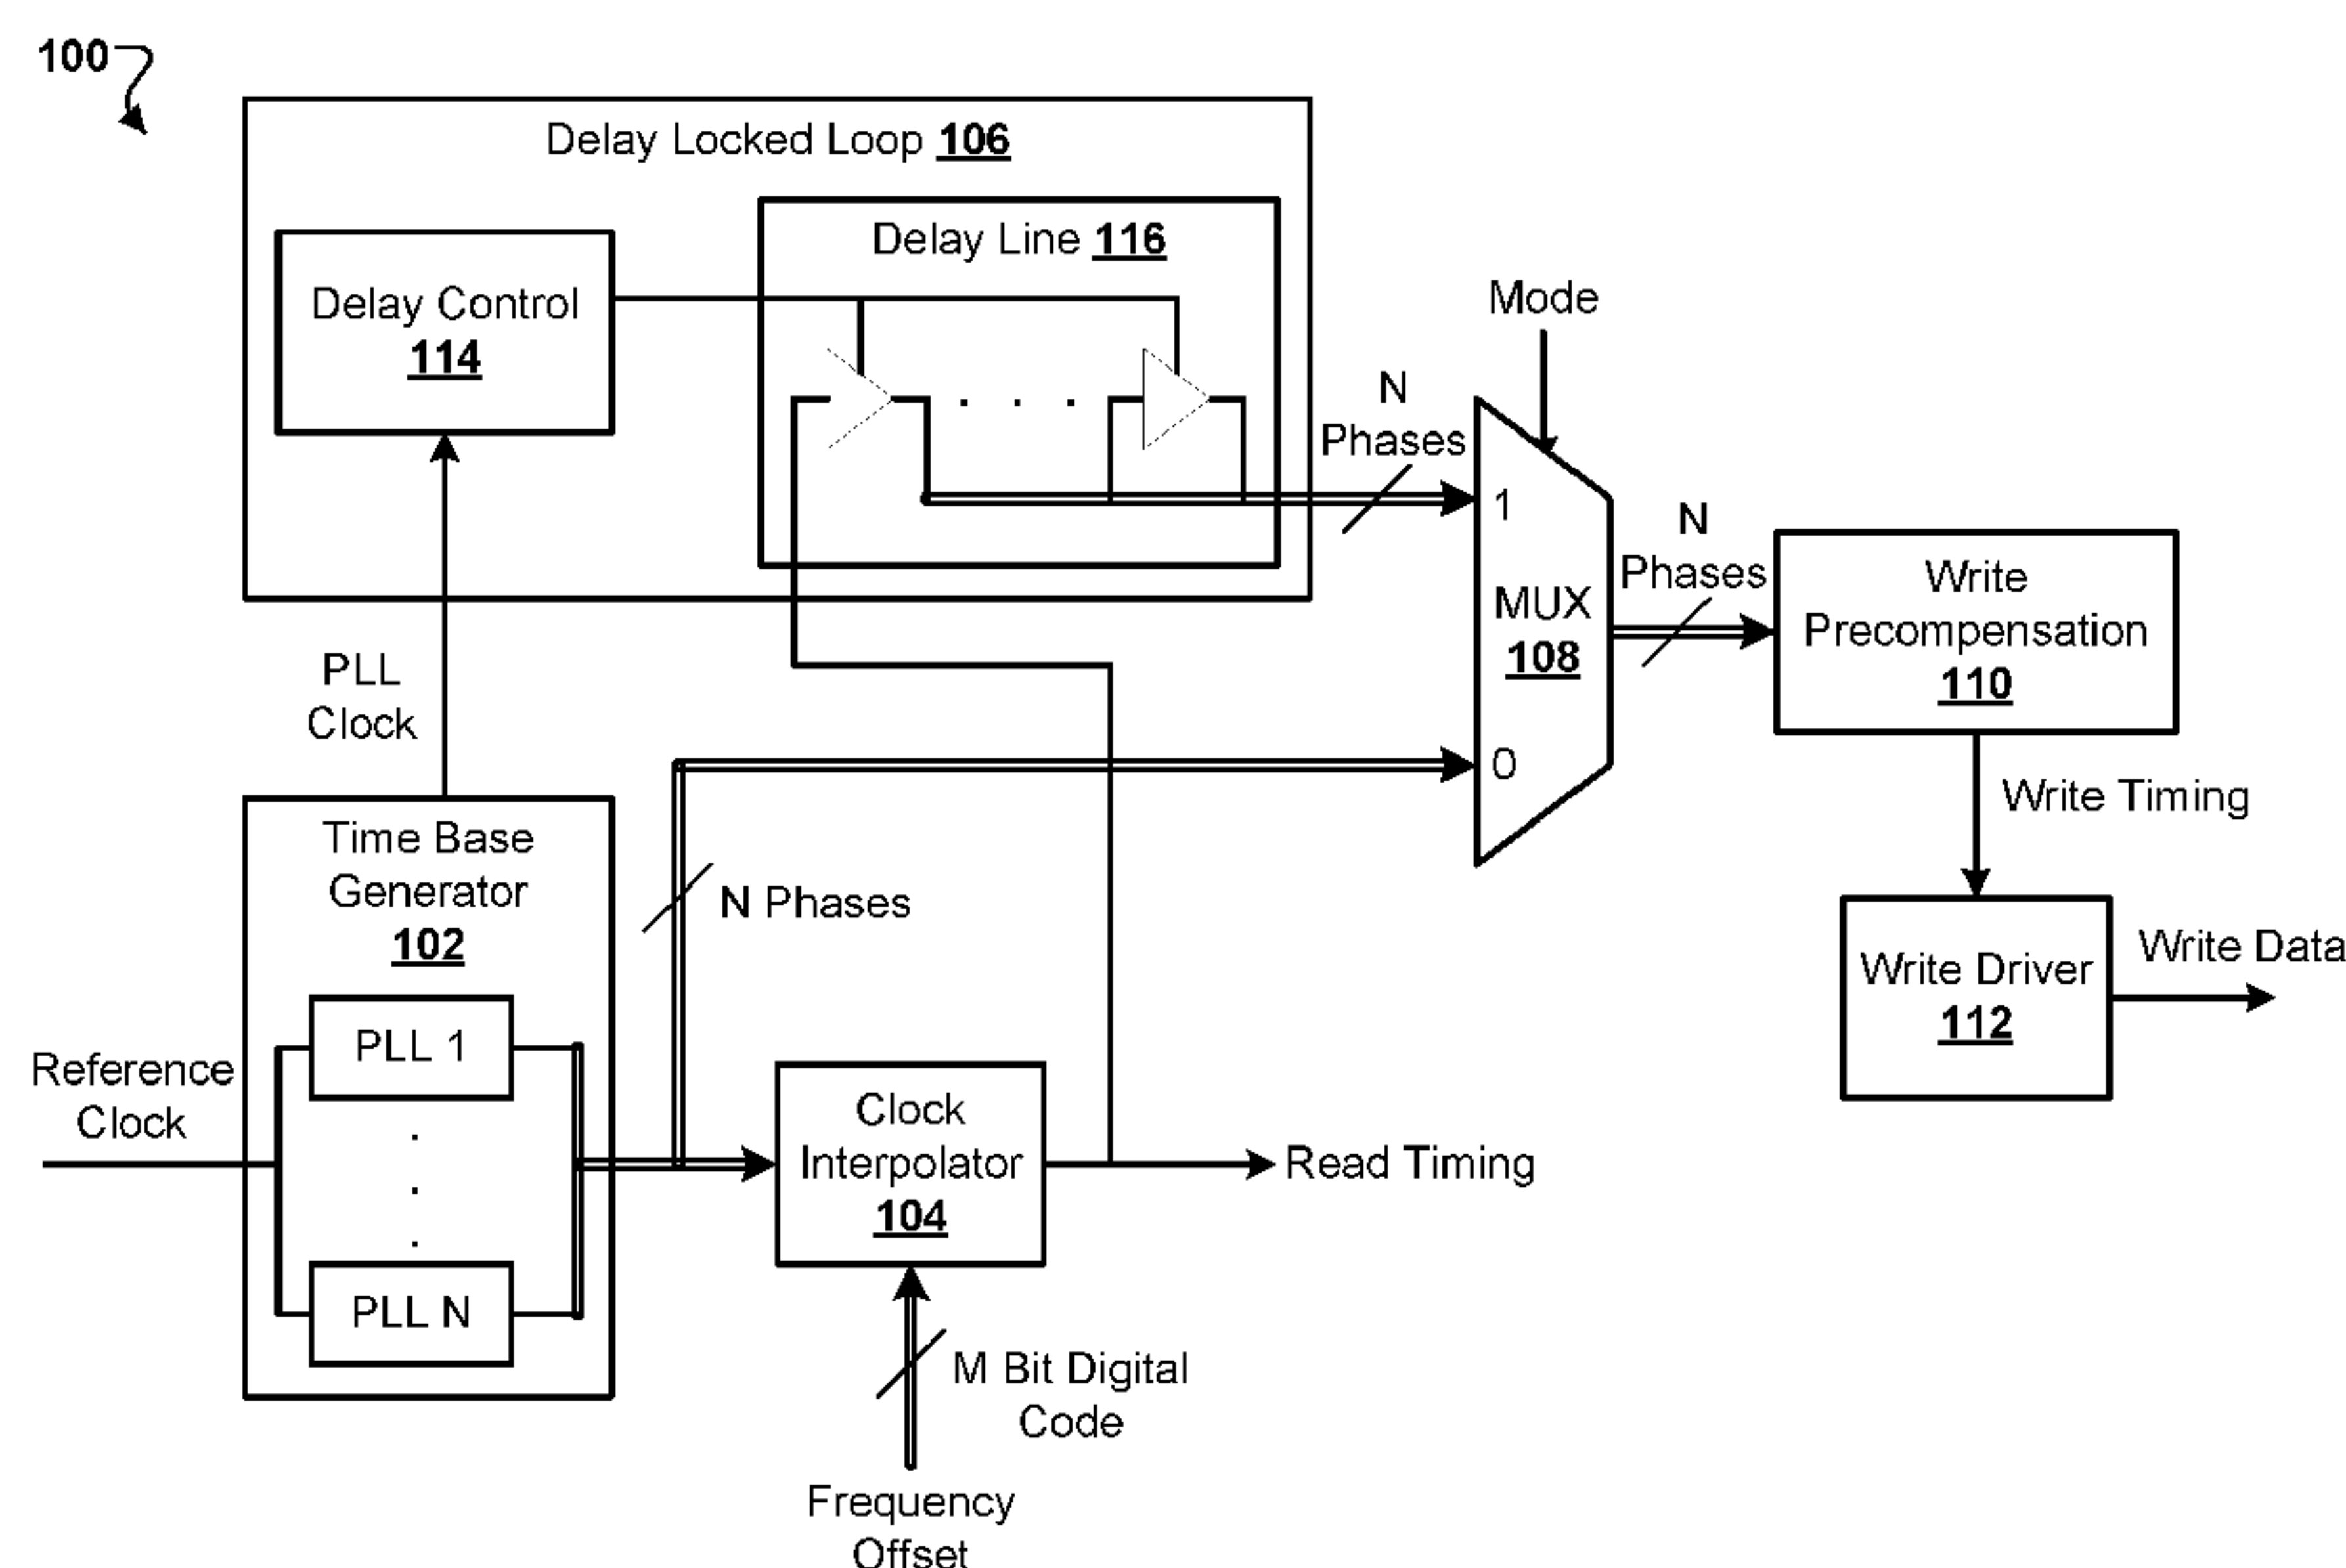 100
Delay Locked Loop 106
Delay Line 116
Delay Control
114
Mode
N
Phases
1
N
Phases
MUX
108
0
Write
Precompensation
110
PLL
Clock
Write Timing
Time Base
Generator
102
N Phases
Write Driver
112
Write Data
PLL 1
PLL N
Reference
Clock
Clock
Interpolator
104
Read Timing
M Bit Digital
Code
Frequency
Offset